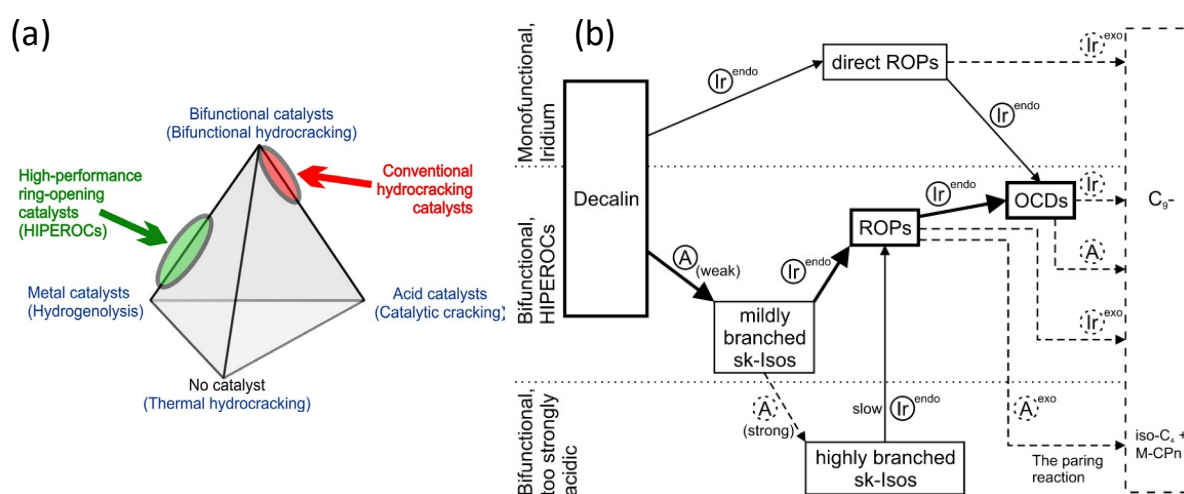 (a)
Bifunctional catalysts
(Bifunctional hydrocracking)
High-performance
ring-opening
catalysts
(HIPEROCs)
Conventional
hydrocracking
catalysts
Metal catalysts
(Hydrogenolysis)
Acid catalysts
(Catalytic cracking)
No catalyst
(Thermal hydrocracking)
(b)
Monofunctional,
Iridium
Bifunctional,
HIPEROCs
Bifunctional,
too strongly
acidic
Decalin
Ir endo
direct ROPs
Ir exo
Ir endo
A (weak)
mildly
branched
sk-Isos
Ir endo
ROPs
Ir endo
OCDs
Ir
A
Ir exo
C₉-
A
(strong)
highly branched
sk-Isos
slow Ir endo
A exo
The paring
reaction
iso-C₄ +
M-CPn